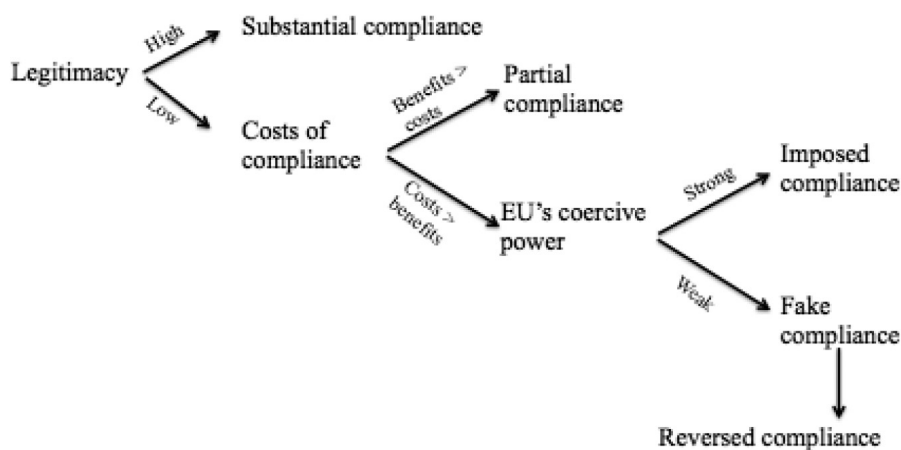 Legitimacy
High
Substantial compliance
Low
Costs of
compliance
Benefits >
costs
Partial
compliance
Costs >
benefits
EU's coercive
power
Strong
Imposed
compliance
Weak
Fake
compliance
Reversed compliance